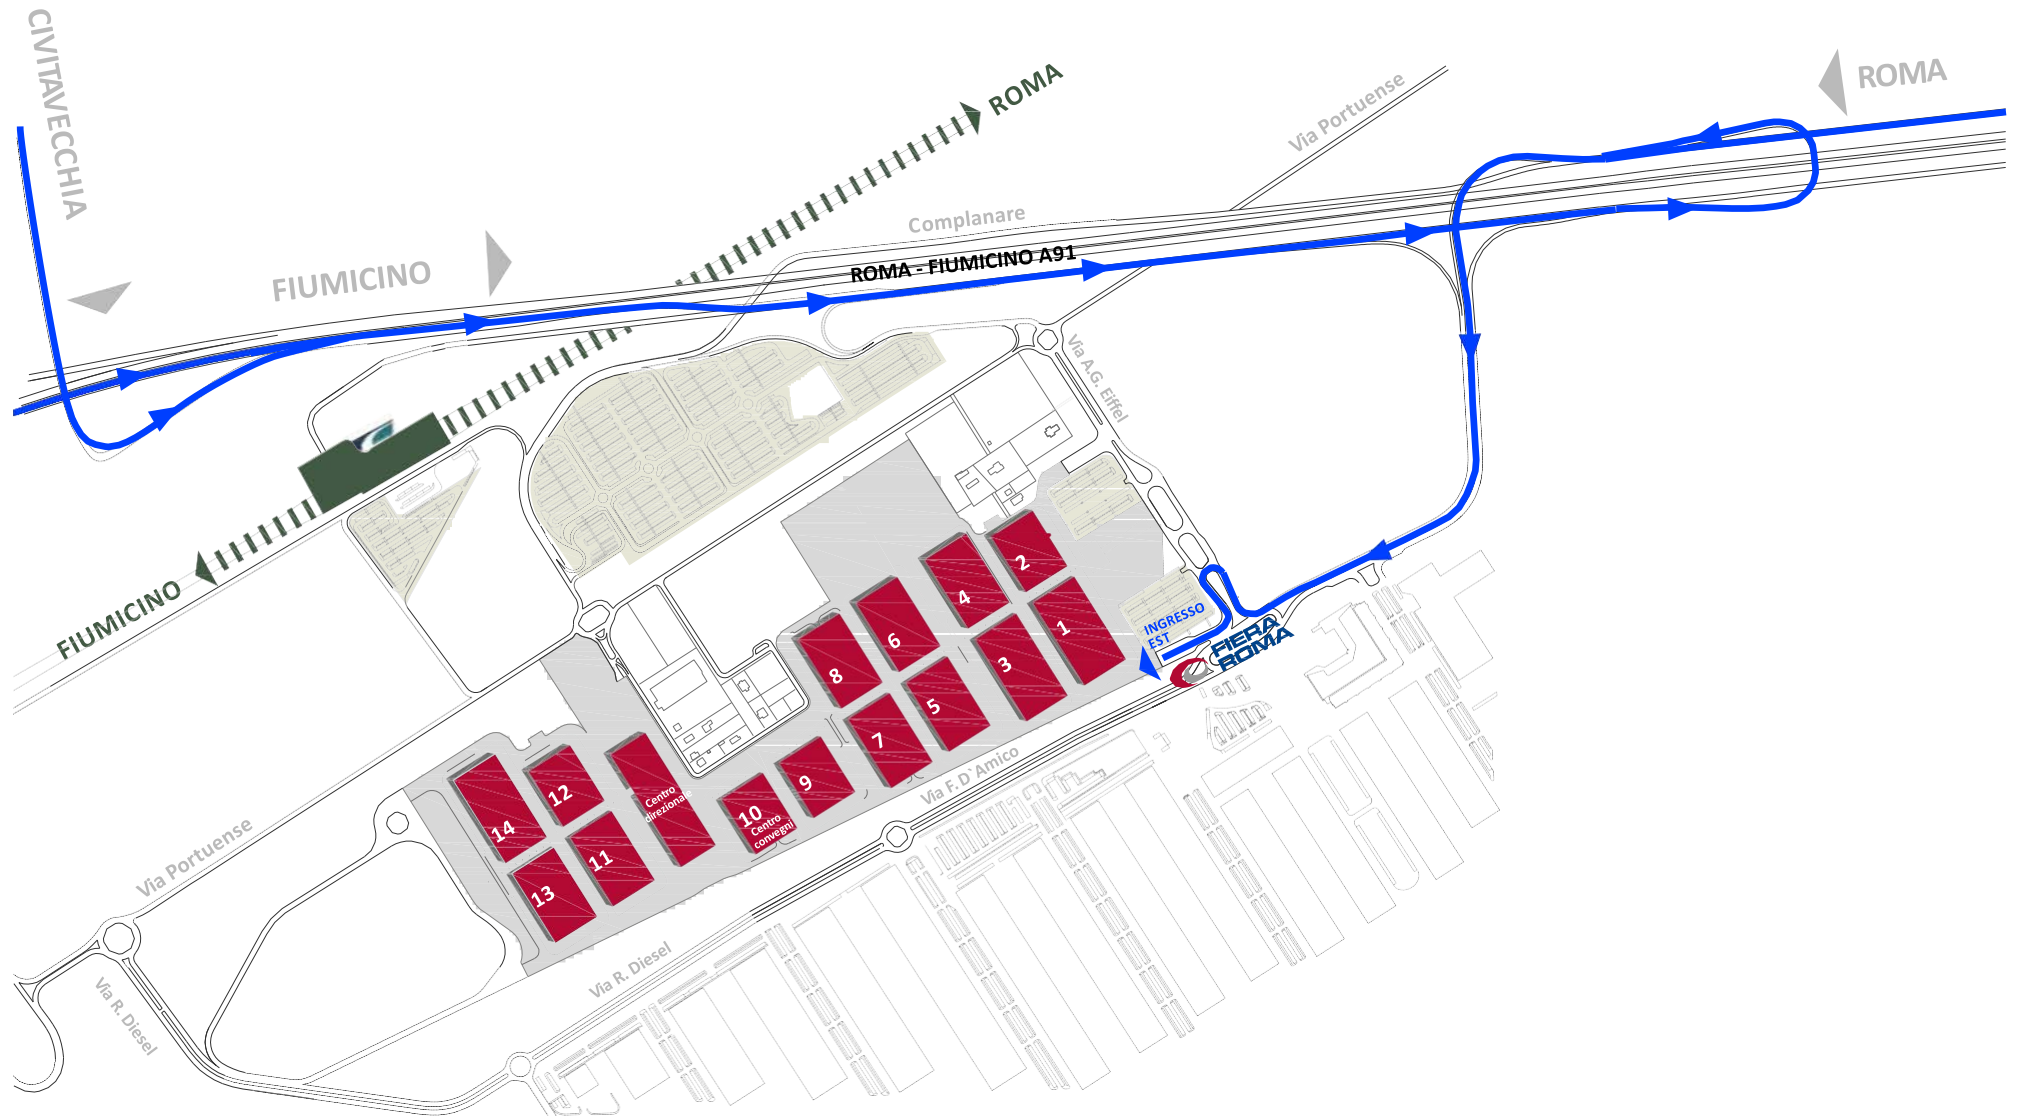 CIVITAVECCHIA
ROMA
ROMA
Via Portuense
Complanare
FIUMICINO
ROMA - FIUMICINO A91
Via A.G. Eiffel
FIUMICINO
INGRESSO
EST
FIERA
ROMA
2
4
1
6
3
8
5
7
9
10
Centro
convegni
Centro
direzionale
12
14
11
13
Via F. D`Amico
Via Portuense
Via R. Diesel
Via R. Diesel